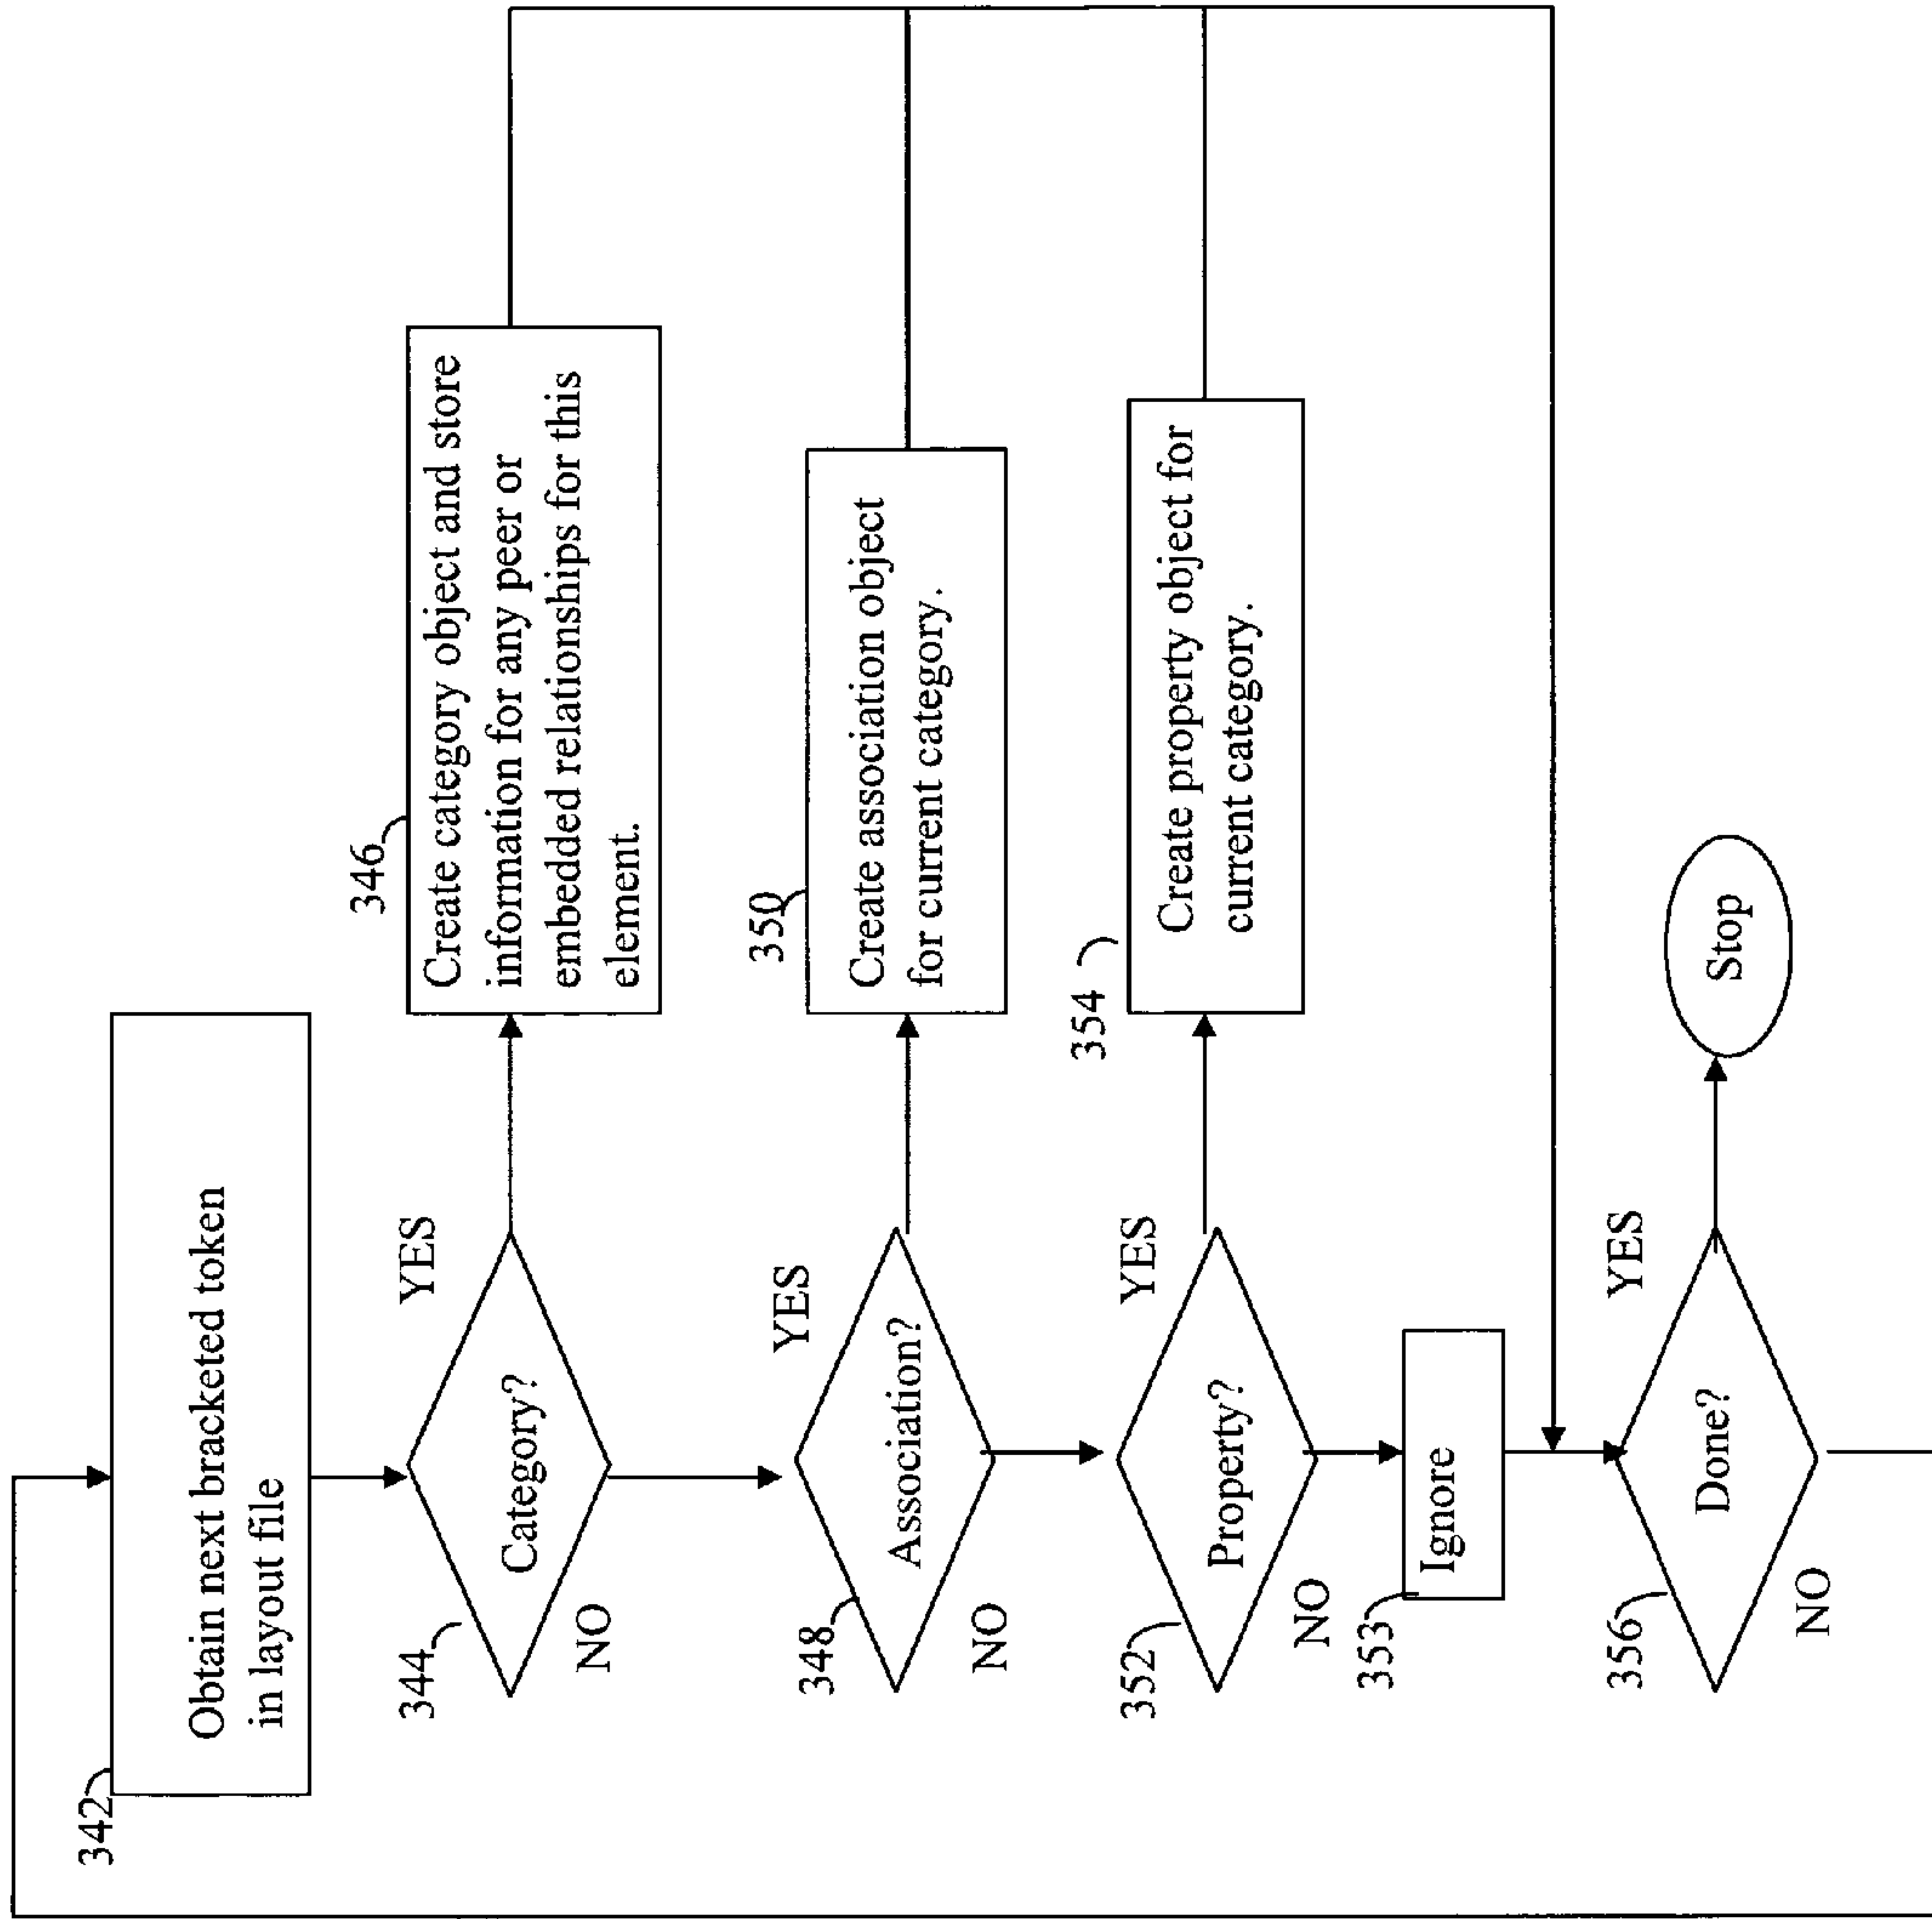 342
Obtain next bracketed token
in layout file
344
Category?
YES
NO
346
Create category object and store
information for any peer or
embedded relationships for this
element.
348
Association?
YES
NO
350
Create association object
for current category.
352
Property?
YES
NO
354
Create property object for
current category.
353
Ignore
356
Done?
YES
NO
Stop